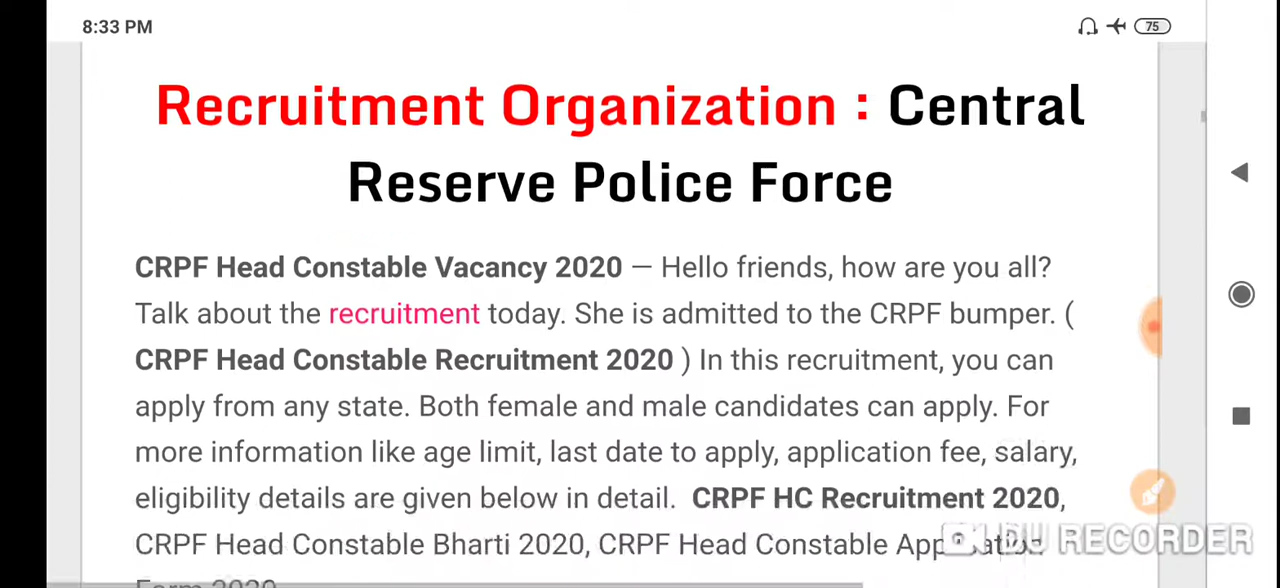 8:33 PM
75
Recruitment Organization : Central
Reserve Police Force
CRPF Head Constable Vacancy 2020 – Hello friends, how are you all?
Talk about the recruitment today. She is admitted to the CRPF bumper. (
CRPF Head Constable Recruitment 2020 ) In this recruitment, you can
apply from any state. Both female and male candidates can apply. For
more information like age limit, last date to apply, application fee, salary,
eligibility details are given below in detail. CRPF HC Recruitment 2020,
CRPF Head Constable Bharti 2020, CRPF Head Constable Application
DU RECORDER
Form 2020